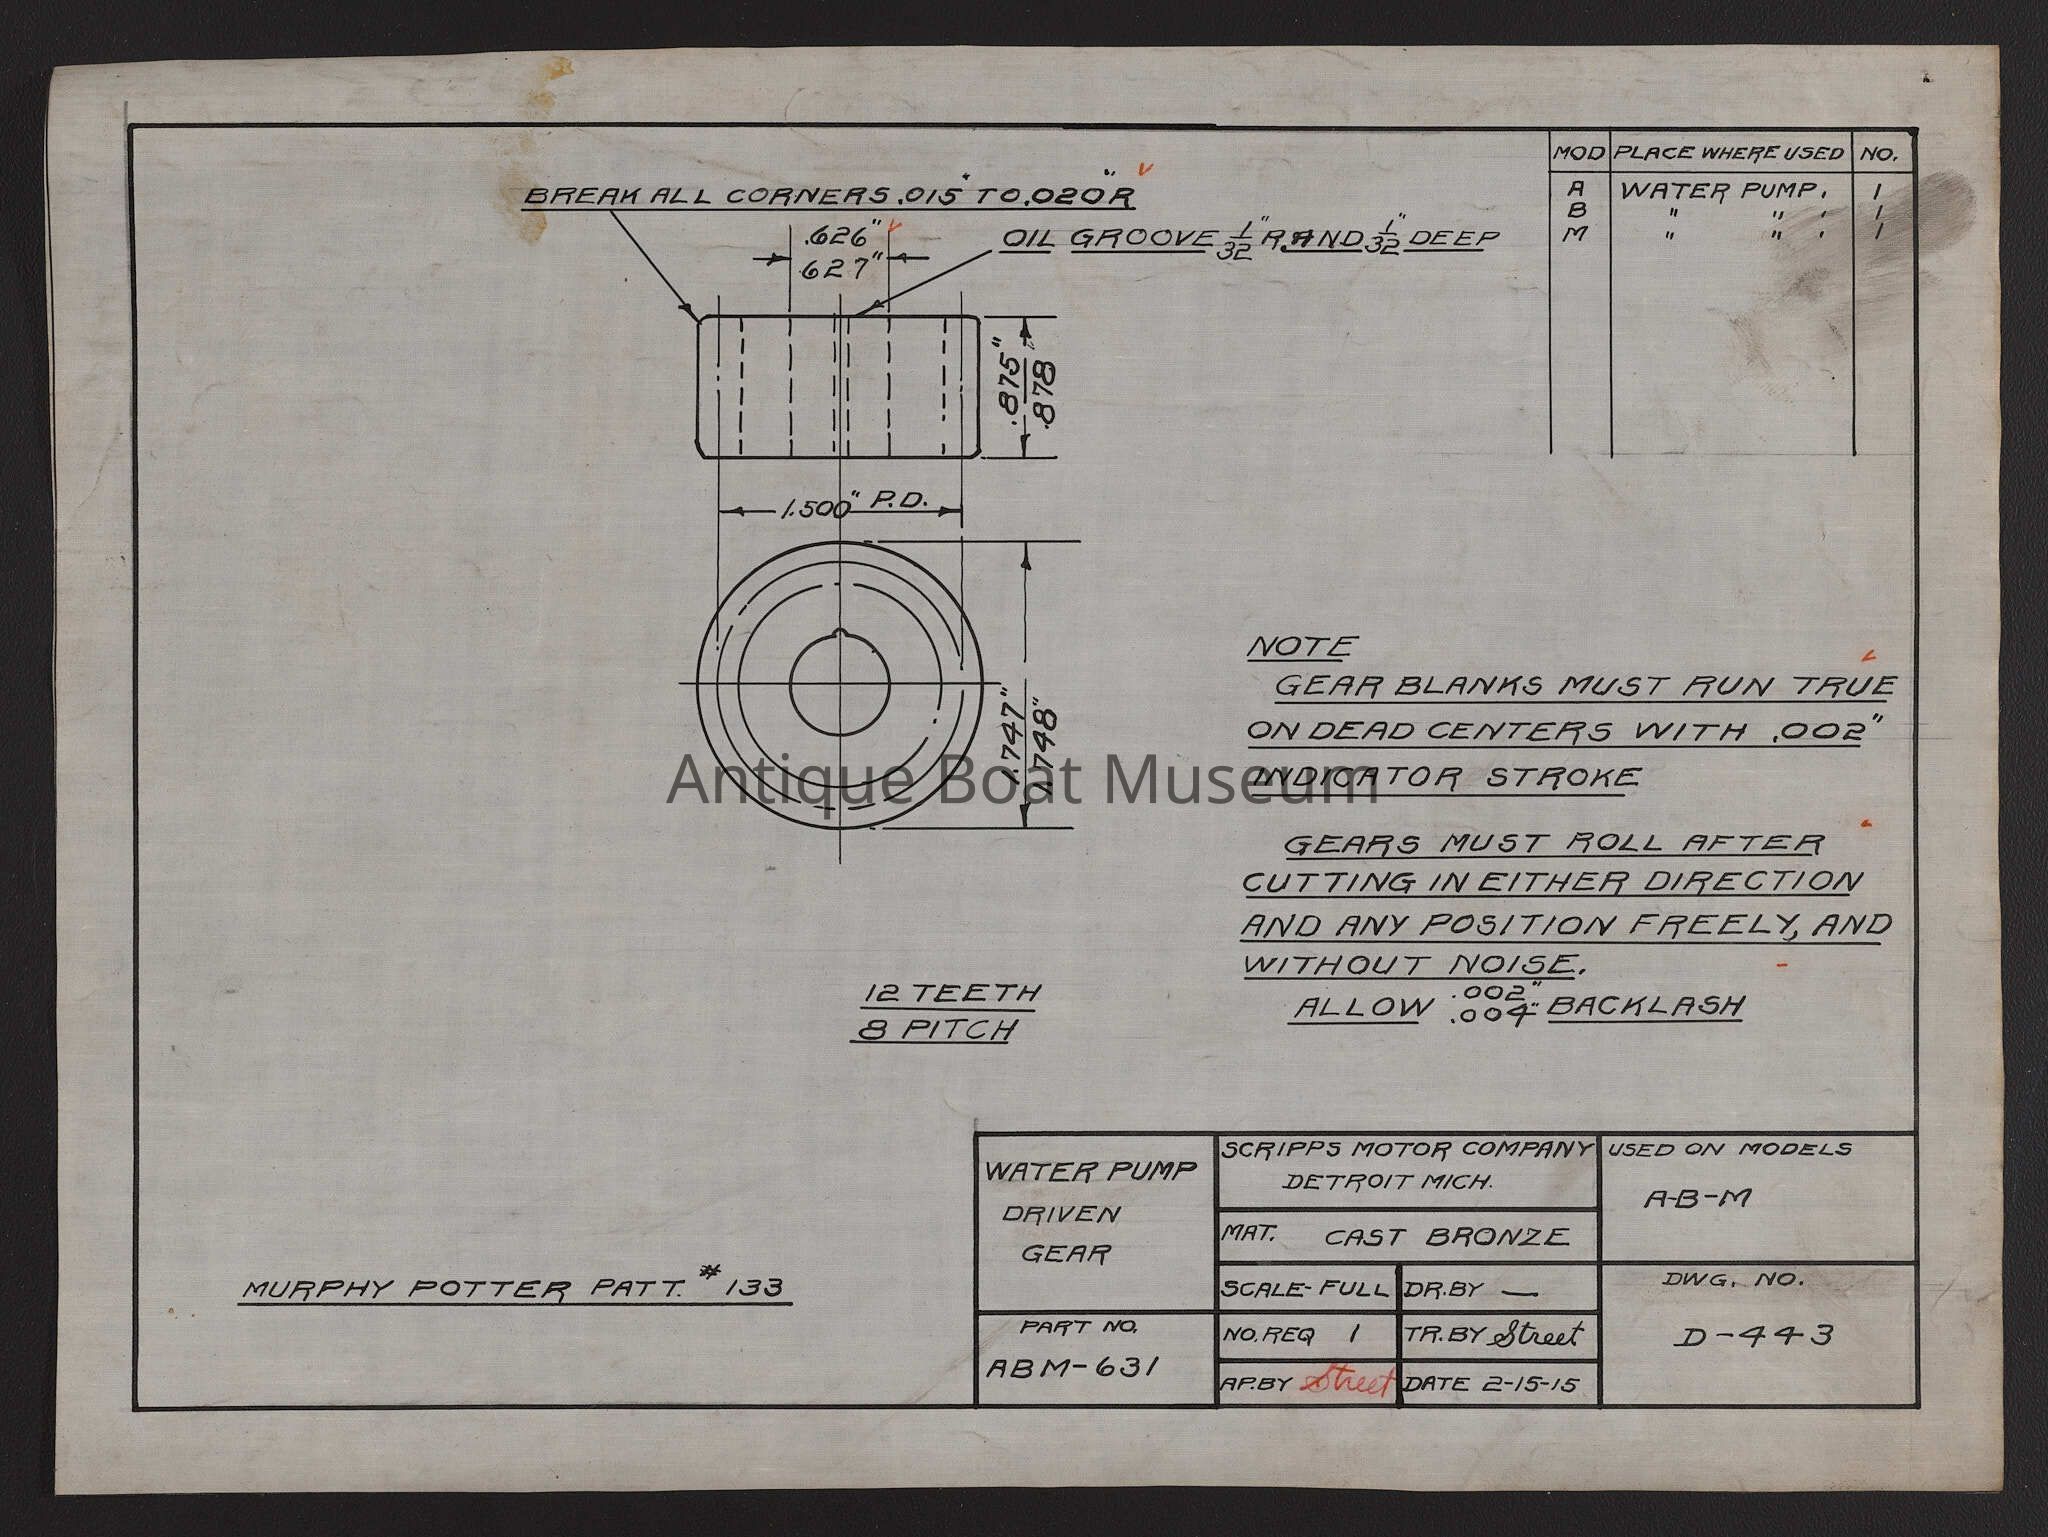 MOD PLACE WHERE USED NO.
A WATER PUMP. 1
B " " . 1
M " " . 1
BREAK ALL CORNERS .015" TO .020" R
.626"
.627"
OIL GROOVE 1/32" R. AND 1/32" DEEP
.875"
.878
1.500" P.D.
1.747"
1.748"
NOTE
GEAR BLANKS MUST RUN TRUE
ON DEAD CENTERS WITH .002"
INDICATOR STROKE
GEARS MUST ROLL AFTER
CUTTING IN EITHER DIRECTION
AND ANY POSITION FREELY, AND
WITHOUT NOISE.
ALLOW .002" .004" BACKLASH
Antique Boat Museum
12 TEETH
8 PITCH
MURPHY POTTER PATT. # 133
WATER PUMP
DRIVEN
GEAR
PART NO.
ABM-631
SCRIPPS MOTOR COMPANY
DETROIT MICH.
MAT. CAST BRONZE
SCALE-FULL DR.BY —
NO.REQ 1 TR.BY Street
AP.BY Street DATE 2-15-15
USED ON MODELS
A-B-M
DWG. NO.
D-443